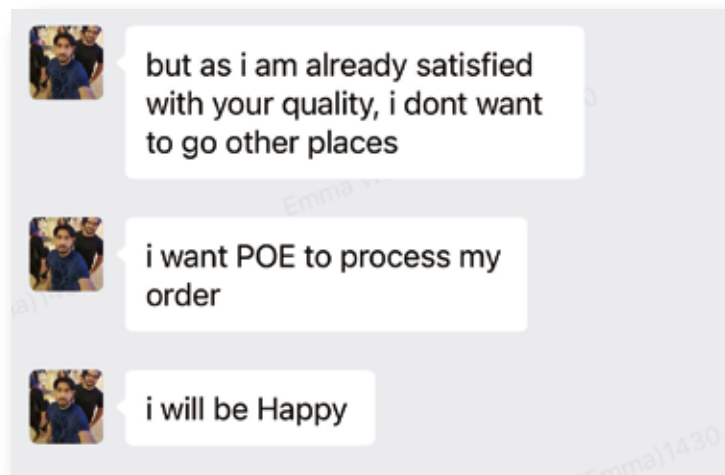 but as i am already satisfied
with your quality, i dont want
to go other places
i want POE to process my
order
i will be Happy